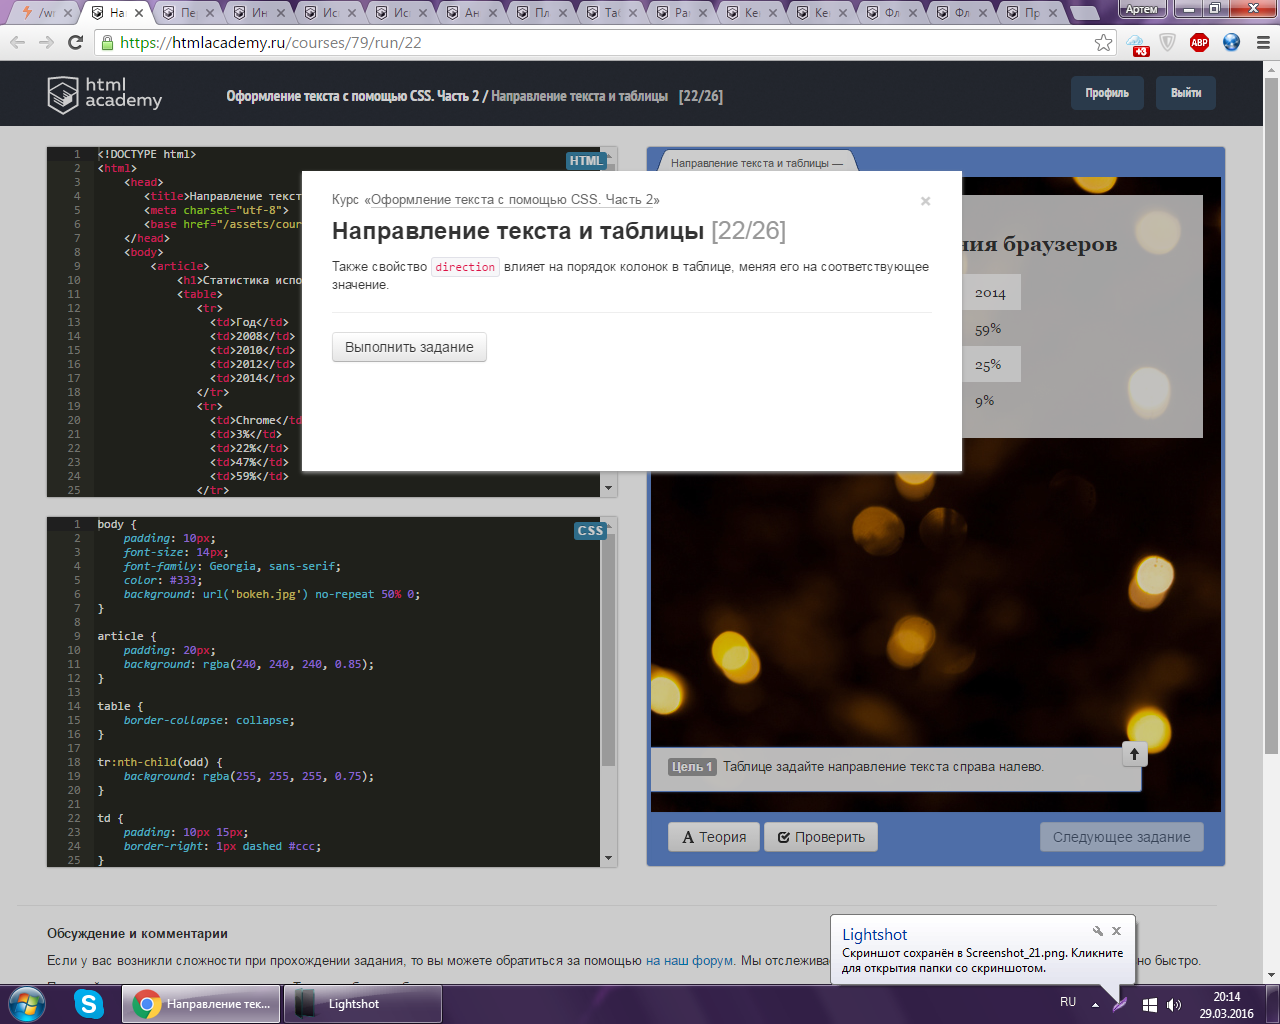 /w
На
Пе
Ин
Ис
Ис
Ан
Пл
Таб
Ра
Ке
Ке
Фл
Фл
Пр
Артем
https://htmlacademy.ru/courses/79/run/22
+3
ABP
html
academy
Оформление текста с помощью CSS. Часть 2 / Направление текста и таблицы [22/26]
Профиль
Выйти
1 <!DOCTYPE html>
HTML
2 <html>
3 <head>
4 <title>Направление текст
5 <meta charset="utf-8">
6 <base href="/assets/cour
7 </head>
8 <body>
9 <article>
10 <h1>Статистика испо
11 <table>
12 <tr>
13 <td>Год</td>
14 <td>2008</td>
15 <td>2010</td>
16 <td>2012</td>
17 <td>2014</td>
18 </tr>
19 <tr>
20 <td>Chrome</td
21 <td>3%</td>
22 <td>22%</td>
23 <td>47%</td>
24 <td>59%</td>
25 </tr>
Курс «Оформление текста с помощью CSS. Часть 2»
×
Направление текста и таблицы [22/26]
Также свойство direction влияет на порядок колонок в таблице, меняя его на соответствующее
значение.
Выполнить задание
Направление текста и таблицы —
ния браузеров
2014
59%
25%
9%
1 body {
CSS
2 padding: 10px;
3 font-size: 14px;
4 font-family: Georgia, sans-serif;
5 color: #333;
6 background: url('bokeh.jpg') no-repeat 50% 0;
7 }
8
9 article {
10 padding: 20px;
11 background: rgba(240, 240, 240, 0.85);
12 }
13
14 table {
15 border-collapse: collapse;
16 }
17
18 tr:nth-child(odd) {
19 background: rgba(255, 255, 255, 0.75);
20 }
21
22 td {
23 padding: 10px 15px;
24 border-right: 1px dashed #ccc;
25 }
Цель 1 Таблице задайте направление текста справа налево.
A Теория
Проверить
Следующее задание
Обсуждение и комментарии
Если у вас возникли сложности при прохождении задания, то вы можете обратиться за помощью на наш форум. Мы отслежива
но быстро.
Lightshot
Скриншот сохранён в Screenshot_21.png. Кликните
для открытия папки со скриншотом.
Направление тек...
Lightshot
RU
20:14
29.03.2016